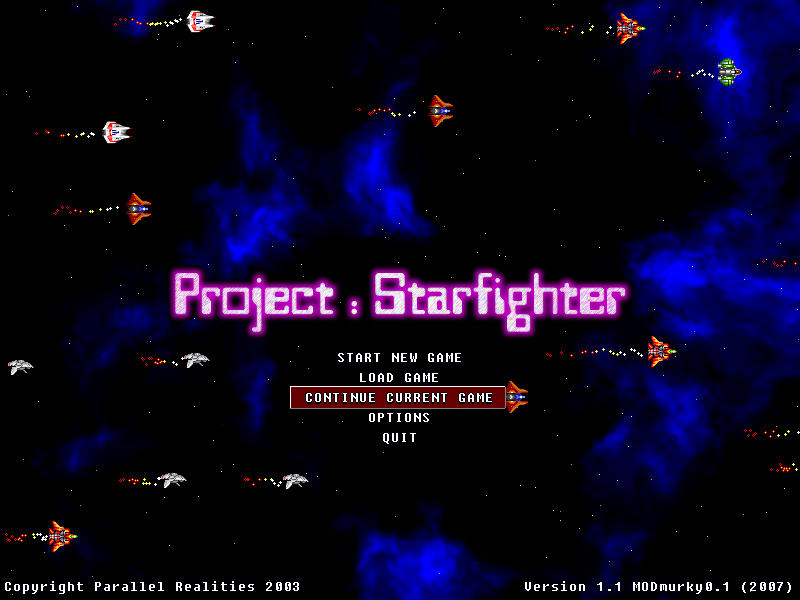 Project : Starfighter
START NEW GAME
LOAD GAME
CONTINUE CURRENT GAME
OPTIONS
QUIT
Copyright Parallel Realities 2003
Version 1.1 MODmurky0.1 (2007)